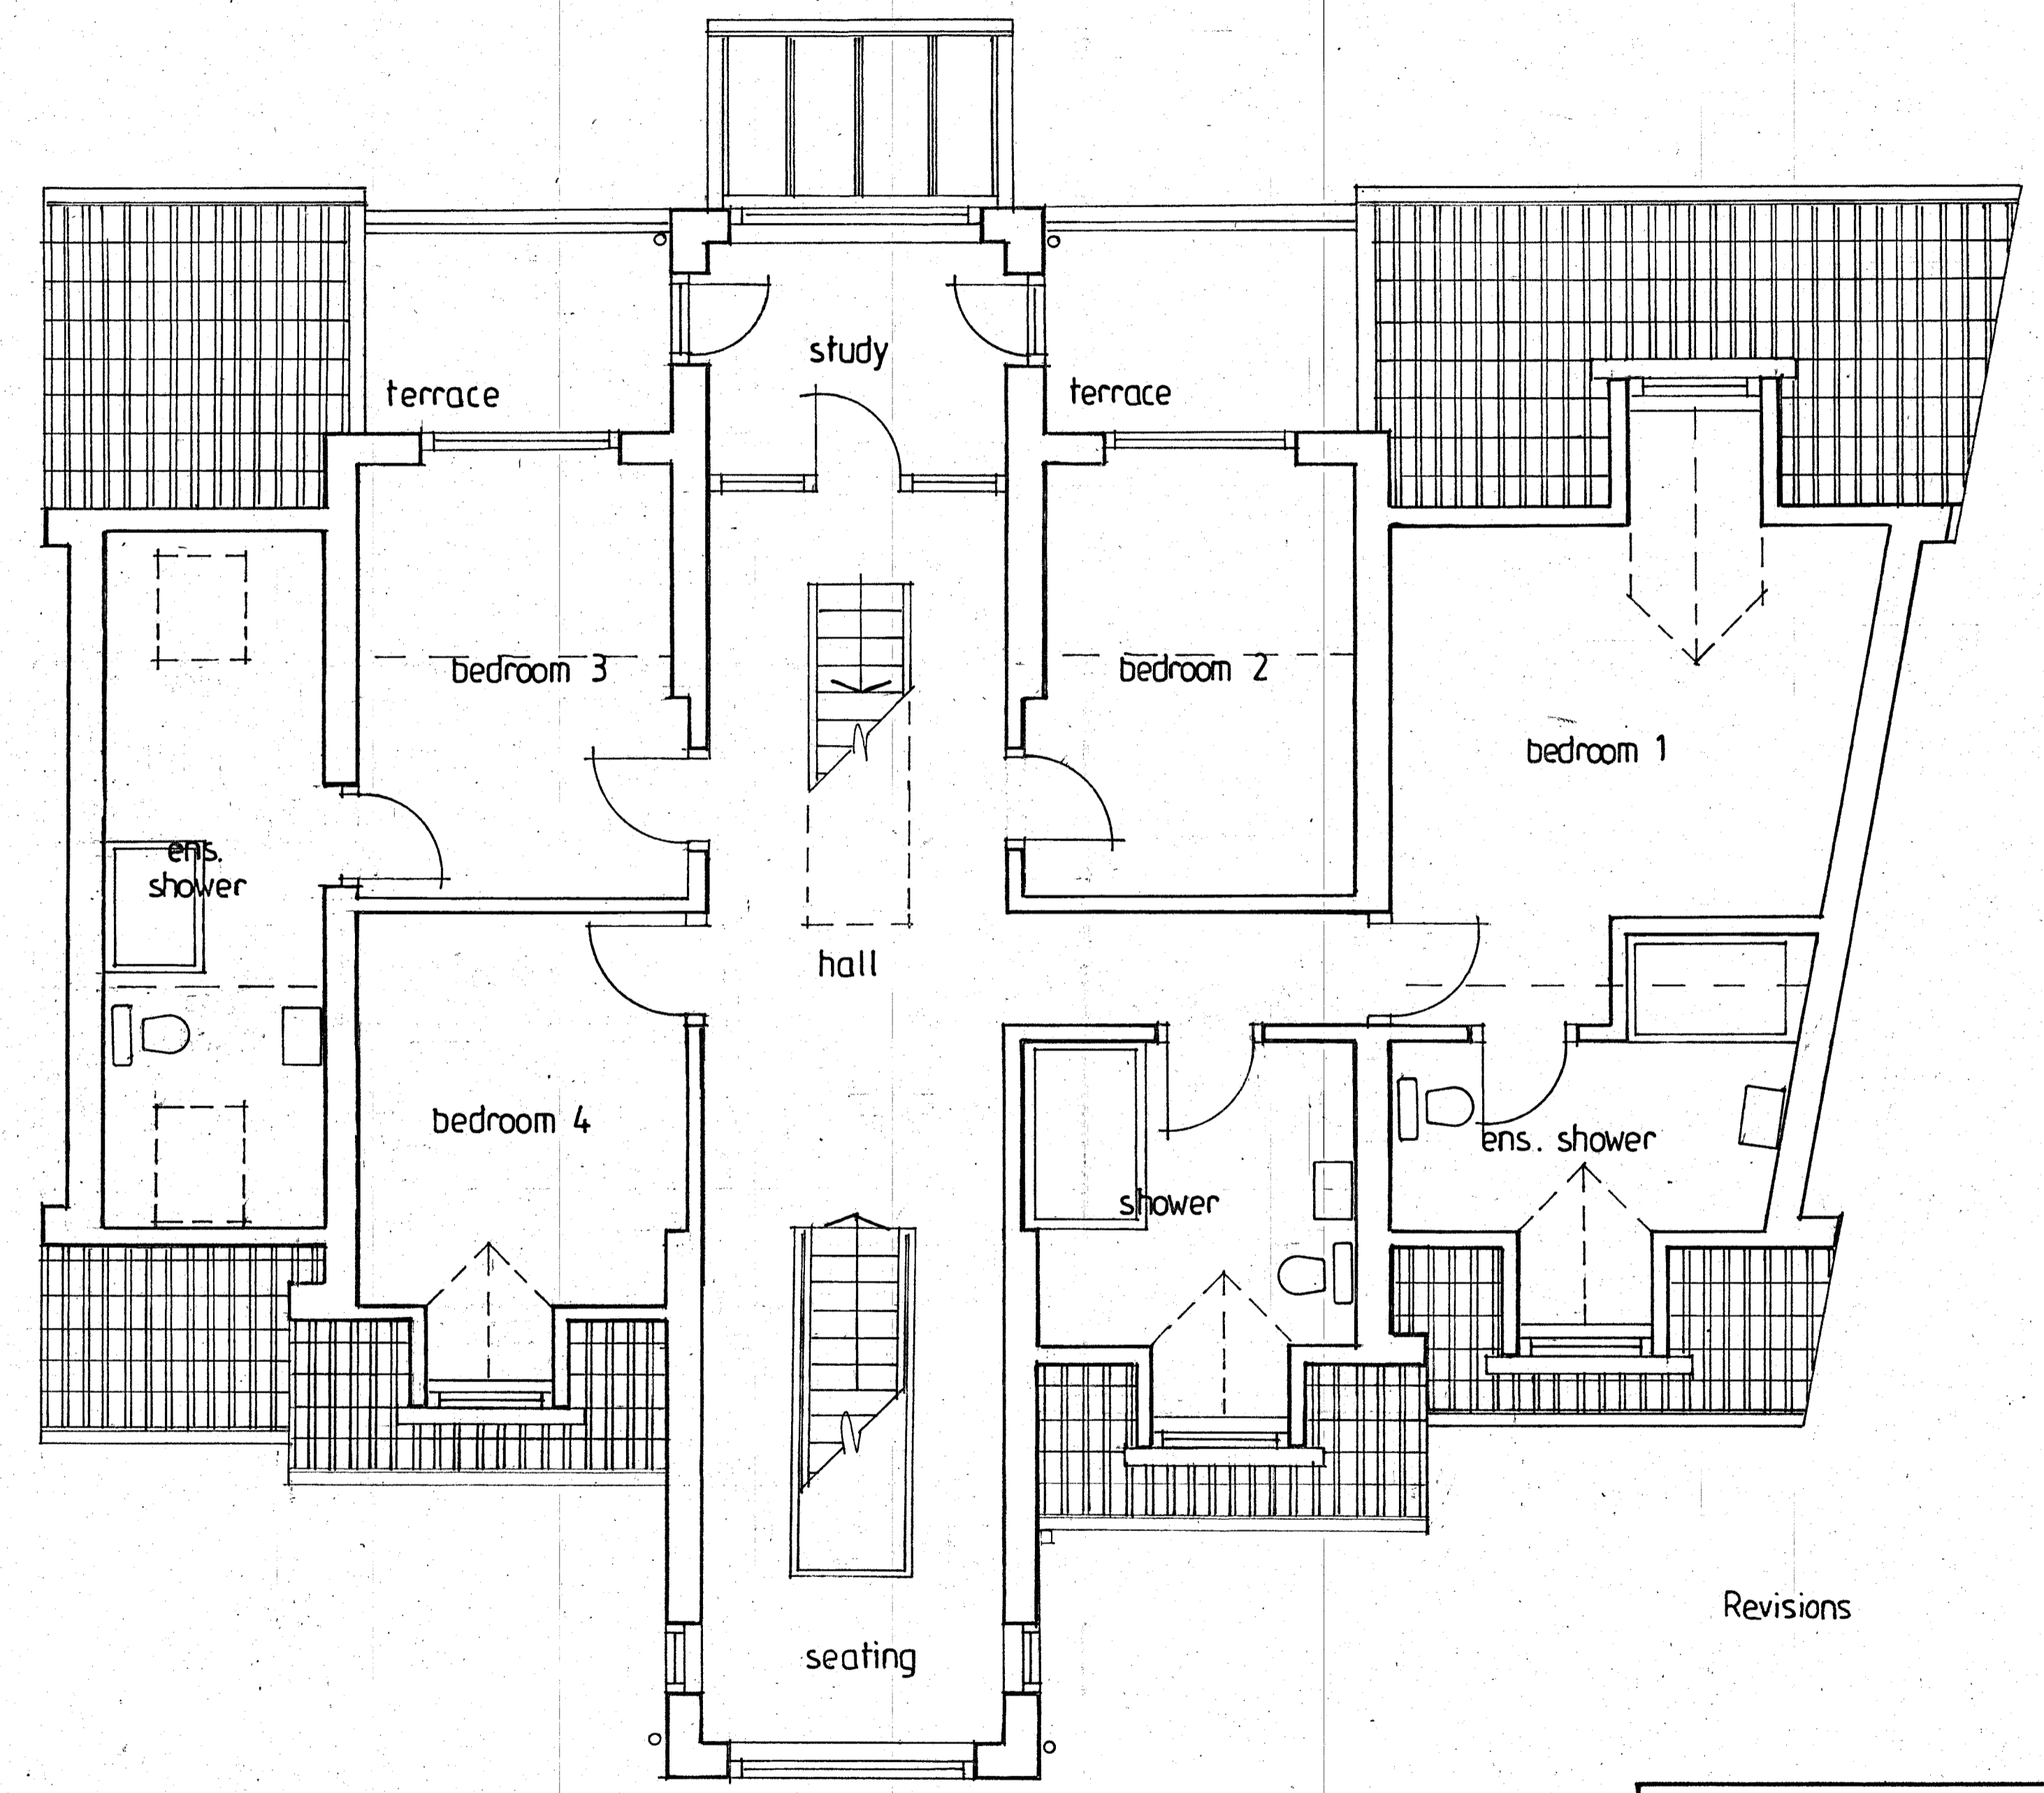 study
terrace
terrace
bedroom 3
bedroom 2
bedroom 1
ens.
shower
hall
bedroom 4
ens. shower
shower
Revisions
seating